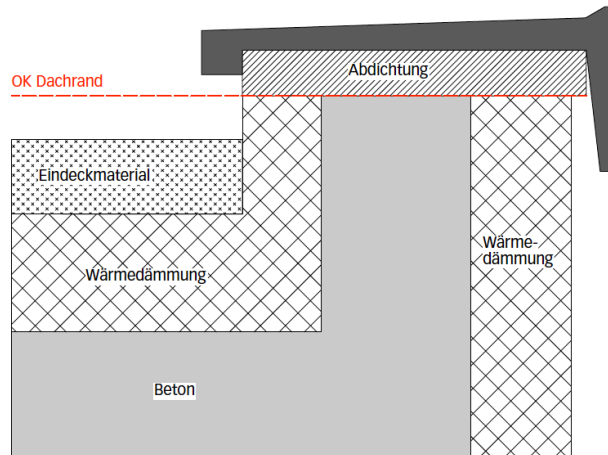 Abdichtung
OK Dachrand
Eindeckmaterial
Wärme-
dämmung
Wärmedämmung
Beton